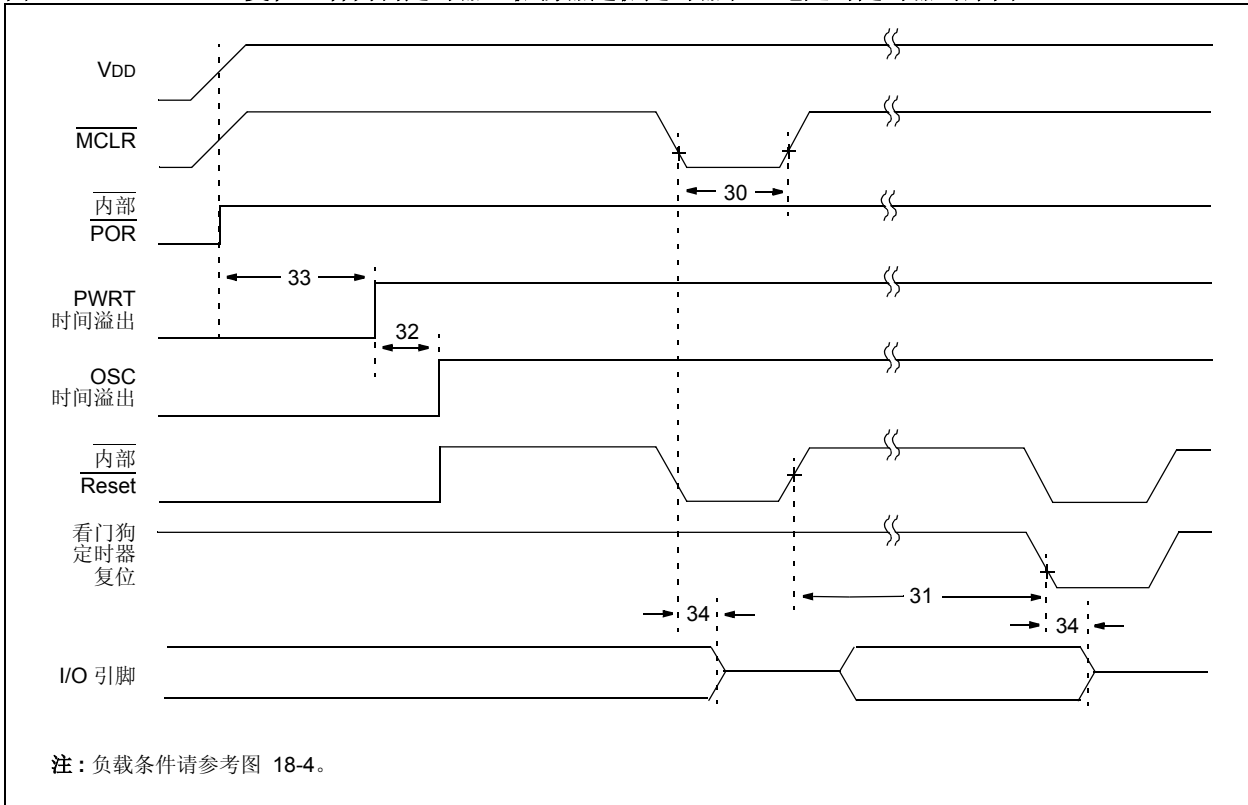 VDD
MCLR
30
内部
POR
33
PWRT
时间溢出
32
OSC
时间溢出
内部
Reset
看门狗
定时器
复位
31
34
34
I/O 引脚
注：负载条件请参考图 18-4。